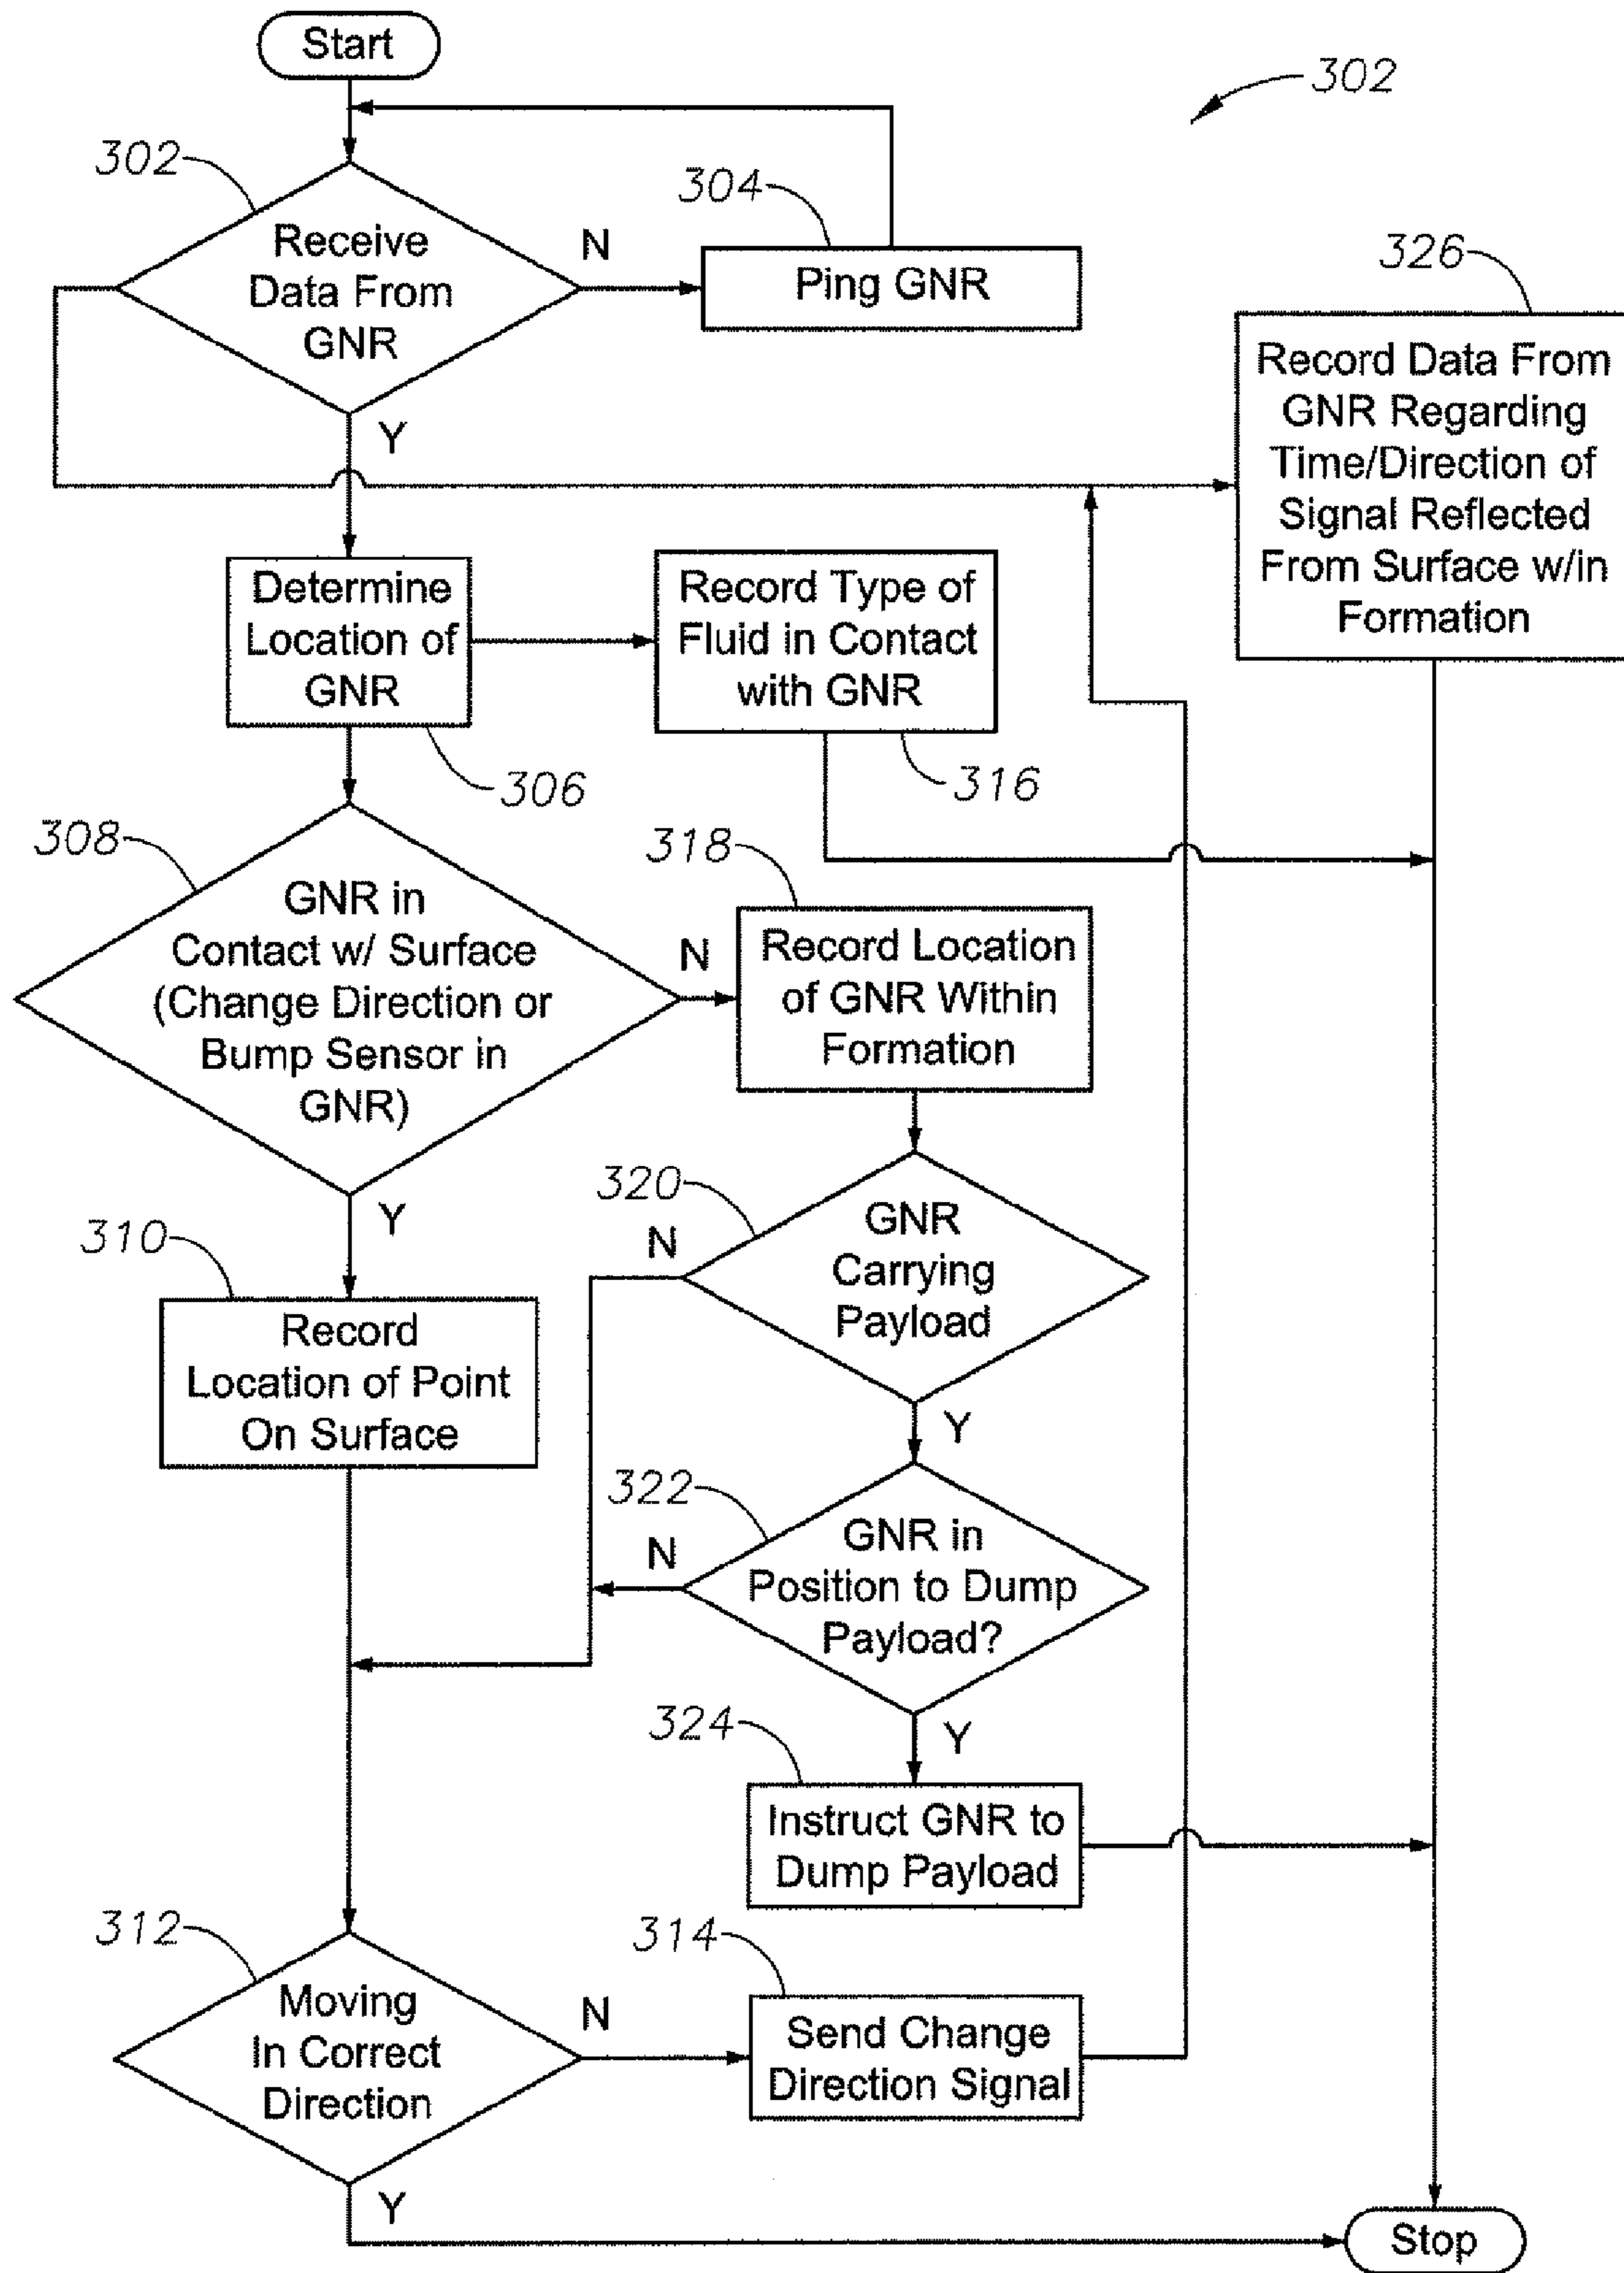 Start
302
302
Receive
Data From
GNR
N
304
Ping GNR
Y
326
Record Data From
GNR Regarding
Time/Direction of
Signal Reflected
From Surface w/in
Formation
Determine
Location of
GNR
306
Record Type of
Fluid in Contact
with GNR
316
308
GNR in
Contact w/ Surface
(Change Direction or
Bump Sensor in
GNR)
N
Y
318
Record Location
of GNR Within
Formation
320
GNR
Carrying
Payload
N
Y
310
Record
Location of Point
On Surface
322
GNR in
Position to Dump
Payload?
N
Y
324
Instruct GNR to
Dump Payload
312
Moving
In Correct
Direction
N
Y
314
Send Change
Direction Signal
Stop